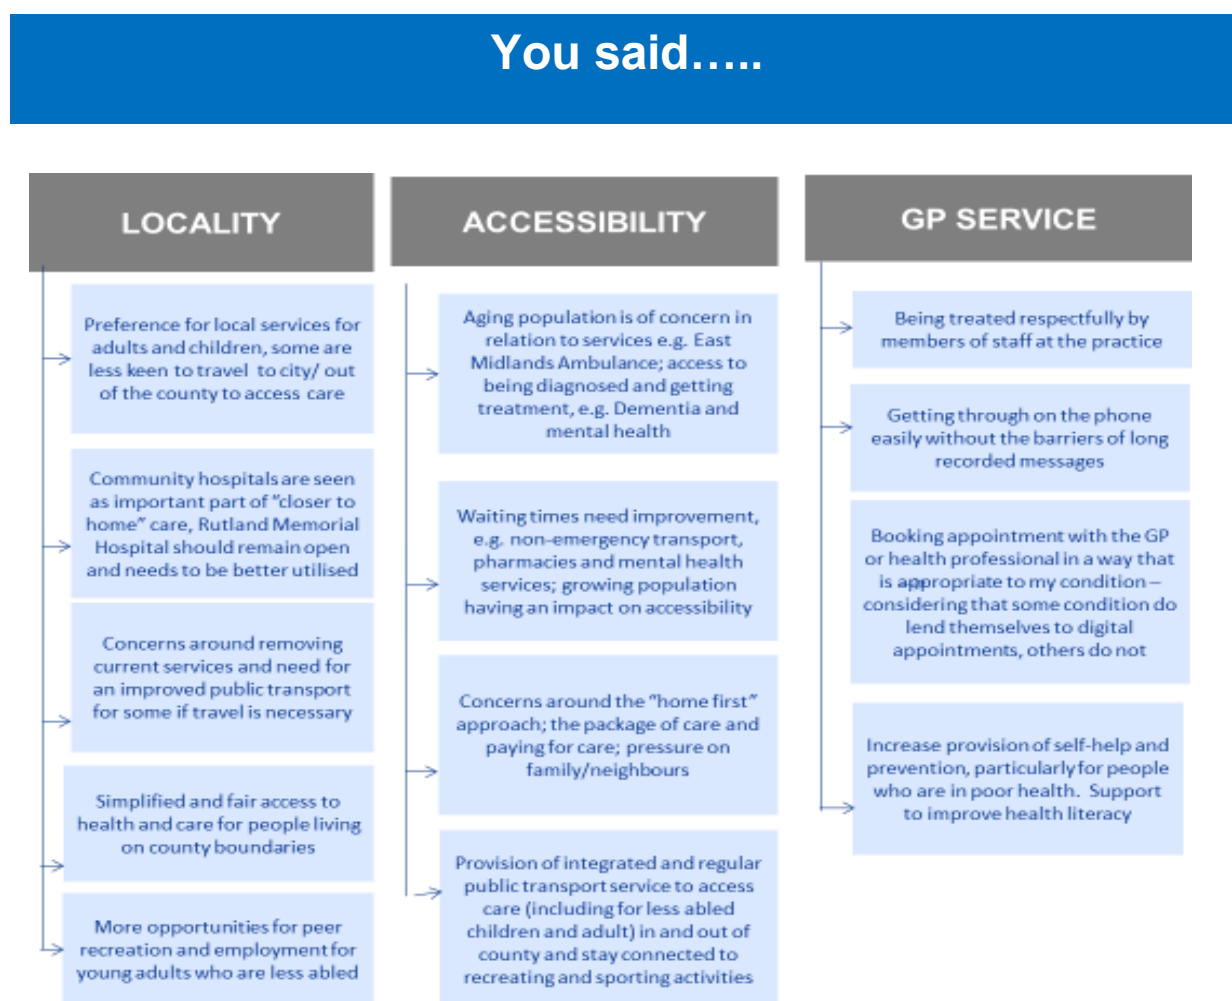 You said…..
LOCALITY
Preference for local services for
adults and children, some are
less keen to travel to city/ out
of the county to access care
Community hospitals are seen
as important part of "closer to
home" care, Rutland Memorial
Hospital should remain open
and needs to be better utilised
Concerns around removing
current services and need for
an improved public transport
for some if travel is necessary
Simplified and fair access to
health and care for people living
on county boundaries
More opportunities for peer
recreation and employment for
young adults who are less abled
ACCESSIBILITY
Aging population is of concern in
relation to services e.g. East
Midlands Ambulance; access to
being diagnosed and getting
treatment, e.g. Dementia and
mental health
Waiting times need improvement,
e.g. non-emergency transport,
pharmacies and mental health
services; growing population
having an impact on accessibility
Concerns around the "home first"
approach; the package of care and
paying for care; pressure on
family/neighbours
Provision of integrated and regular
public transport service to access
care (including for less abled
children and adult) in and out of
county and stay connected to
recreating and sporting activities
GP SERVICE
Being treated respectfully by
members of staff at the practice
Getting through on the phone
easily without the barriers of long
recorded messages
Booking appointment with the GP
or health professional in a way that
is appropriate to my condition –
considering that some condition do
lend themselves to digital
appointments, others do not
Increase provision of self-help and
prevention, particularly for people
who are in poor health. Support
to improve health literacy